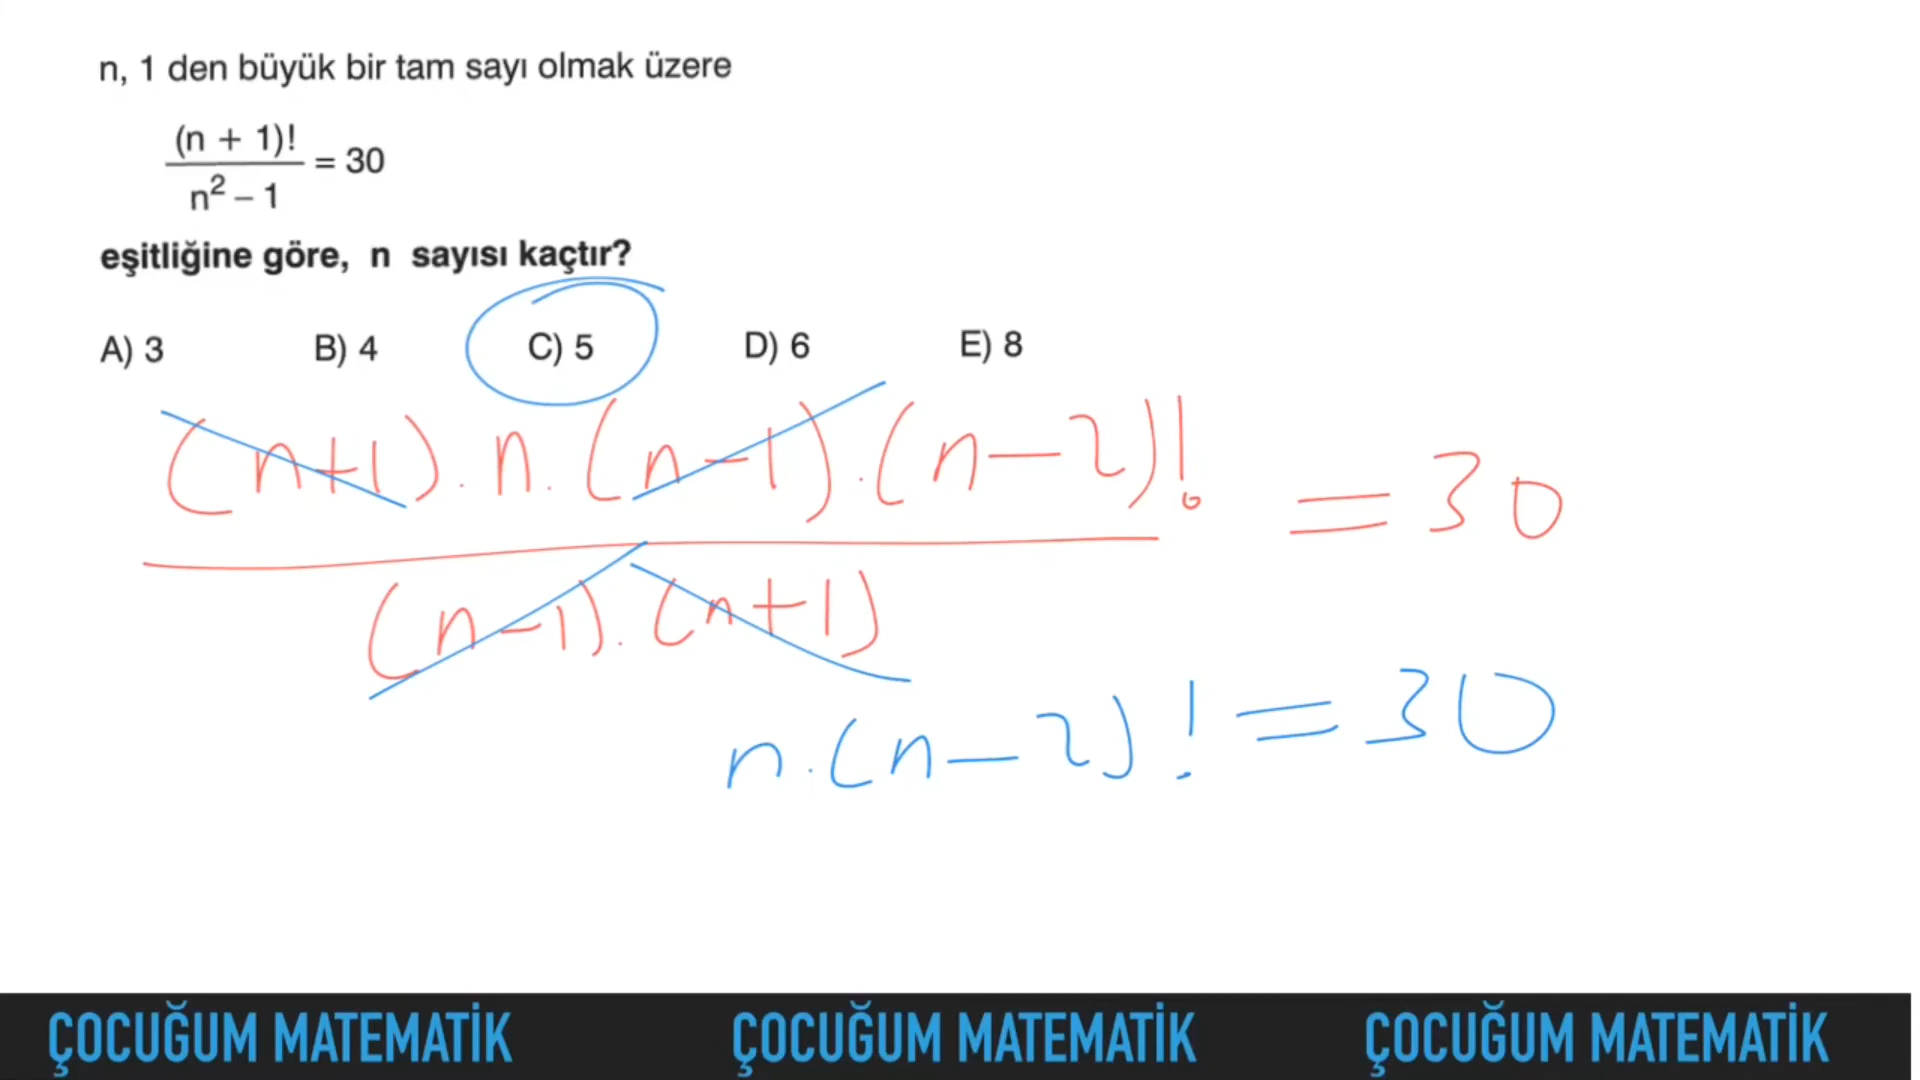 n, 1 den büyük bir tam sayı olmak üzere
(n + 1)!
n² – 1
= 30
eşitliğine göre, n sayısı kaçtır?
A) 3 B) 4 C) 5 D) 6 E) 8
(n+1).n.(n-1).(n-2)!
= 30
(n-1).(n+1)
n.(n-2)! = 30
ÇOCUĞUM MATEMATİK ÇOCUĞUM MATEMATİK ÇOCUĞUM MATEMATİK